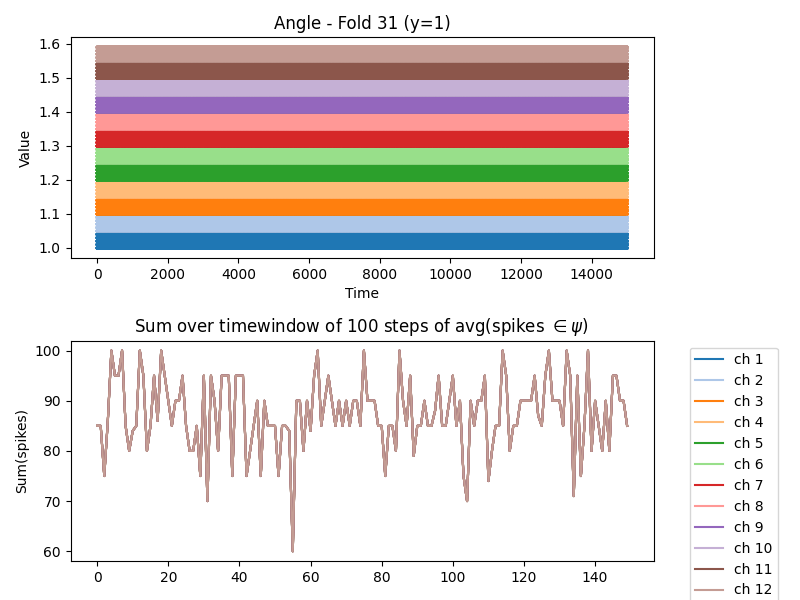 Angle - Fold 31 (y=1)
1.6
1.5
1.4
1.3
1.2
1.1
1.0
Value
0 2000 4000 6000 8000 10000 12000 14000
Time
Sum over timewindow of 100 steps of avg(spikes ∈ ψ)
100
90
80
70
60
Sum(spikes)
0 20 40 60 80 100 120 140
ch 1
ch 2
ch 3
ch 4
ch 5
ch 6
ch 7
ch 8
ch 9
ch 10
ch 11
ch 12